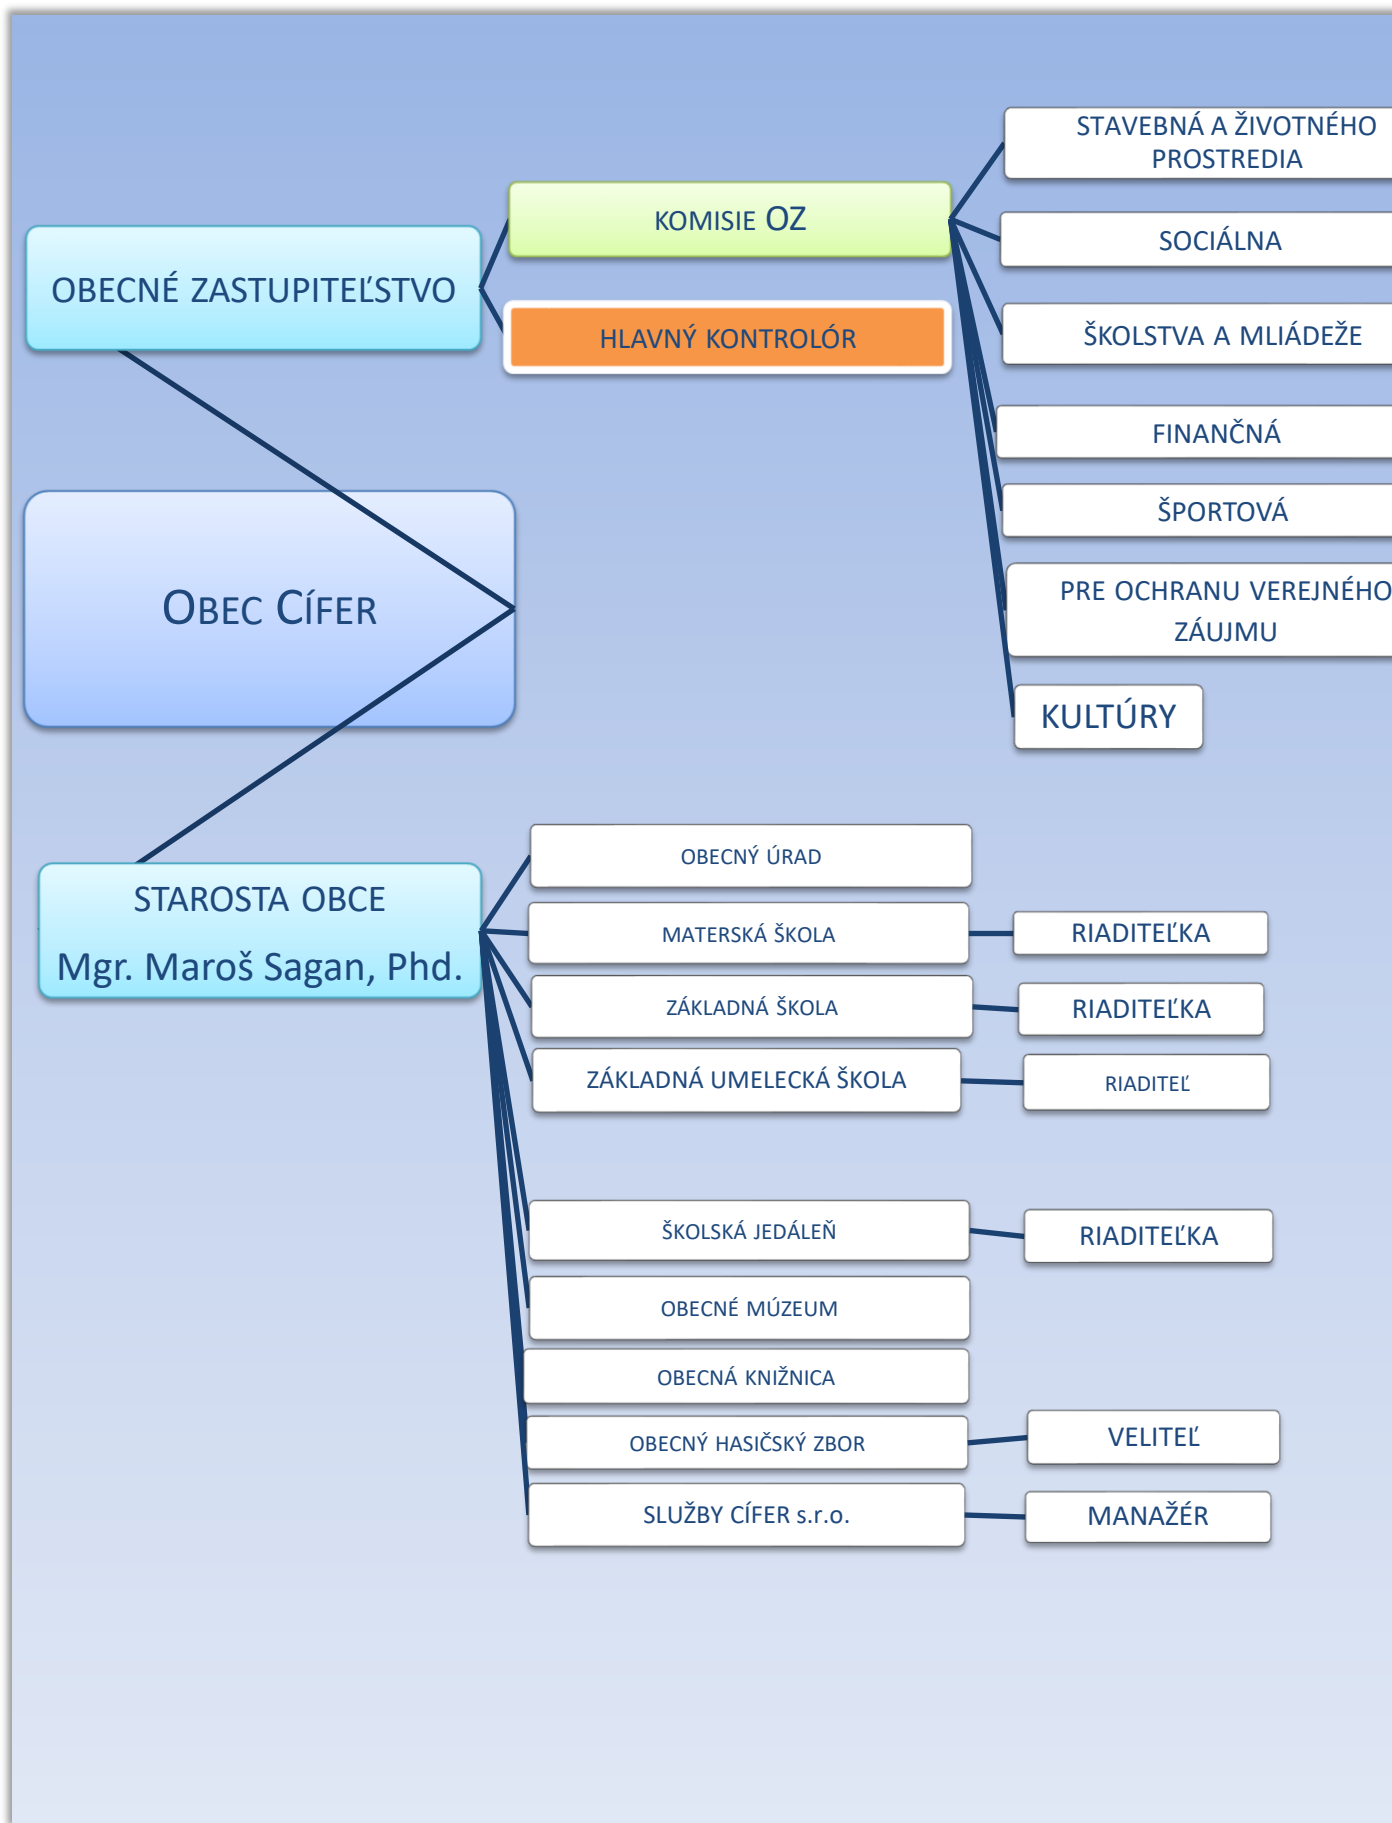 STAVEBNÁ A ŽIVOTNÉHO
PROSTREDIA
KOMISIE OZ
SOCIÁLNA
OBECNÉ ZASTUPITEĽSTVO
HLAVNÝ KONTROLÓR
ŠKOLSTVA A MLIÁDEŽE
FINANČNÁ
ŠPORTOVÁ
PRE OCHRANU VEREJNÉHO
ZÁUJMU
OBEC CÍFER
KULTÚRY
STAROSTA OBCE
Mgr. Maroš Sagan, Phd.
OBECNÝ ÚRAD
MATERSKÁ ŠKOLA
RIADITEĽKA
ZÁKLADNÁ ŠKOLA
RIADITEĽKA
ZÁKLADNÁ UMELECKÁ ŠKOLA
RIADITEĽ
ŠKOLSKÁ JEDÁLEŇ
RIADITEĽKA
OBECNÉ MÚZEUM
OBECNÁ KNIŽNICA
OBECNÝ HASIČSKÝ ZBOR
VELITEĽ
SLUŽBY CÍFER s.r.o.
MANAŽÉR